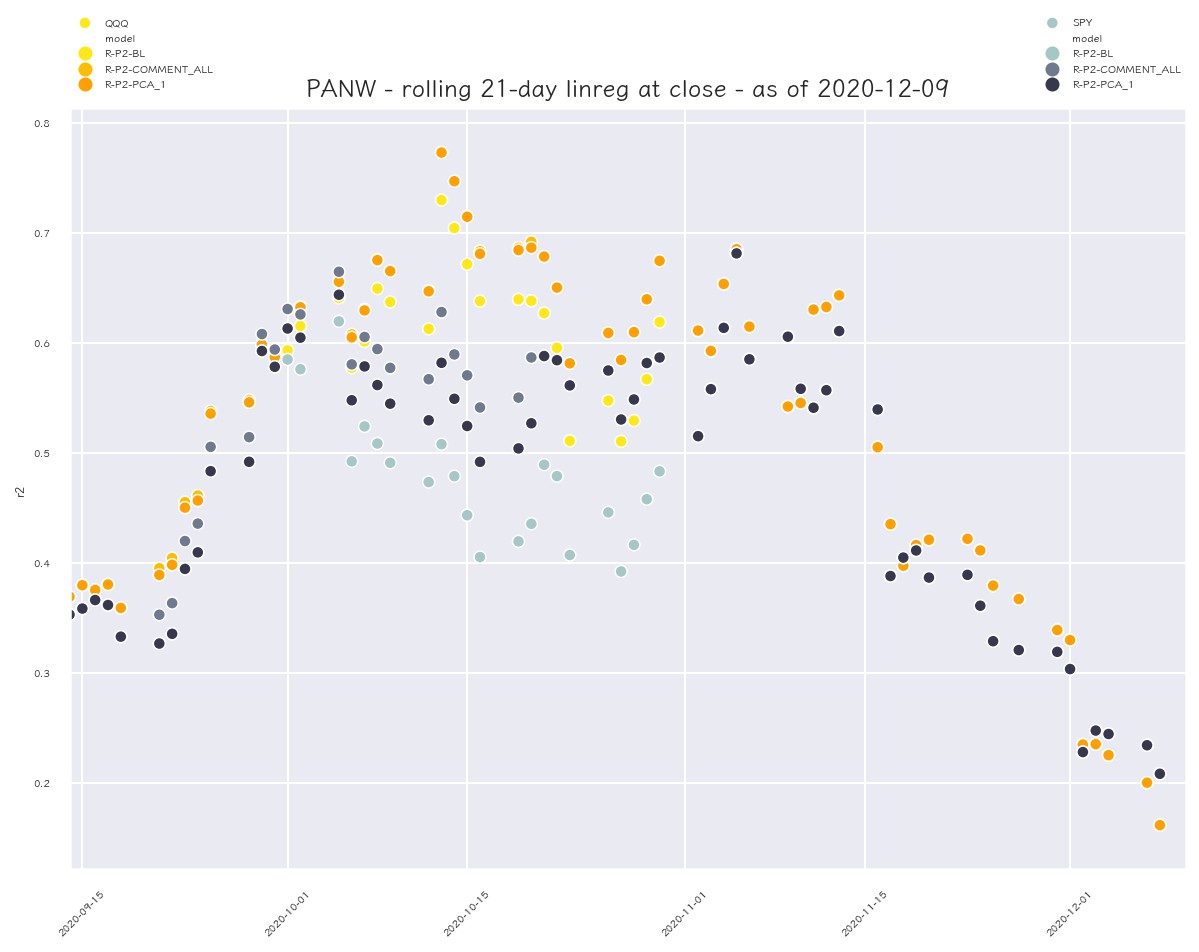 QQQ
model
R-P2-BL
R-P2-COMMENT_ALL
R-P2-PCA_1
SPY
model
R-P2-BL
R-P2-COMMENT_ALL
R-P2-PCA_1
PANW - rolling 21-day linreg at close - as of 2020-12-09
0.8
0.7
0.6
0.5
0.4
0.3
0.2
r2
2020-09-15
2020-10-01
2020-10-15
2020-11-01
2020-11-15
2020-12-01